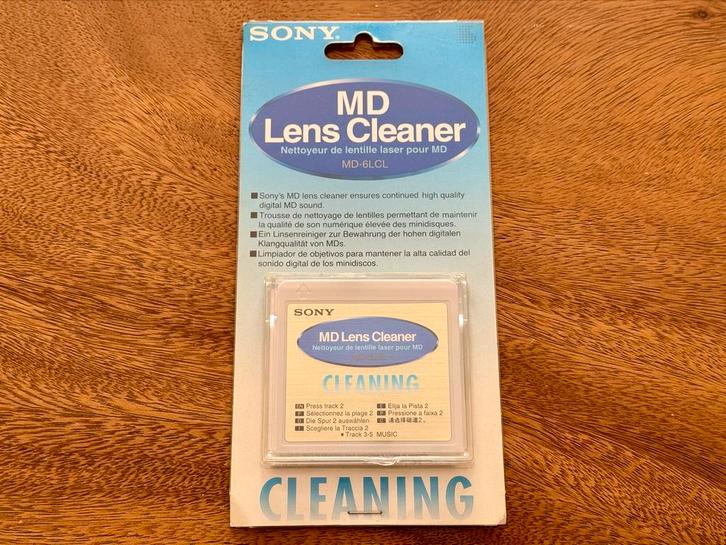 SONY
MD
Lens Cleaner
Nettoyeur de lentille laser pour MD
MD-6LCL
Sony's MD lens cleaner ensures continued high quality
digital MD sound.
Trousse de nettoyage de lentilles permettant de maintenir
la qualité de son numérique élevée des minidisques.
Ein Linsenreiniger zur Bewahrung der hohen digitalen
Klangqualität von MDs.
Limpiador de objetivos para mantener la alta calidad del
sonido digital de los minidiscos.
SONY
MD Lens Cleaner
Nettoyeur de lentille laser pour MD
CLEANING
EN Press track 2
F Sélectionnez la plage 2
Die Spur 2 auswählen
I Scegliere la Traccia 2
E Elija la Pista 2
P Pressione a faixa 2
C 2。
• Track 3-5 MUSIC
CLEANING